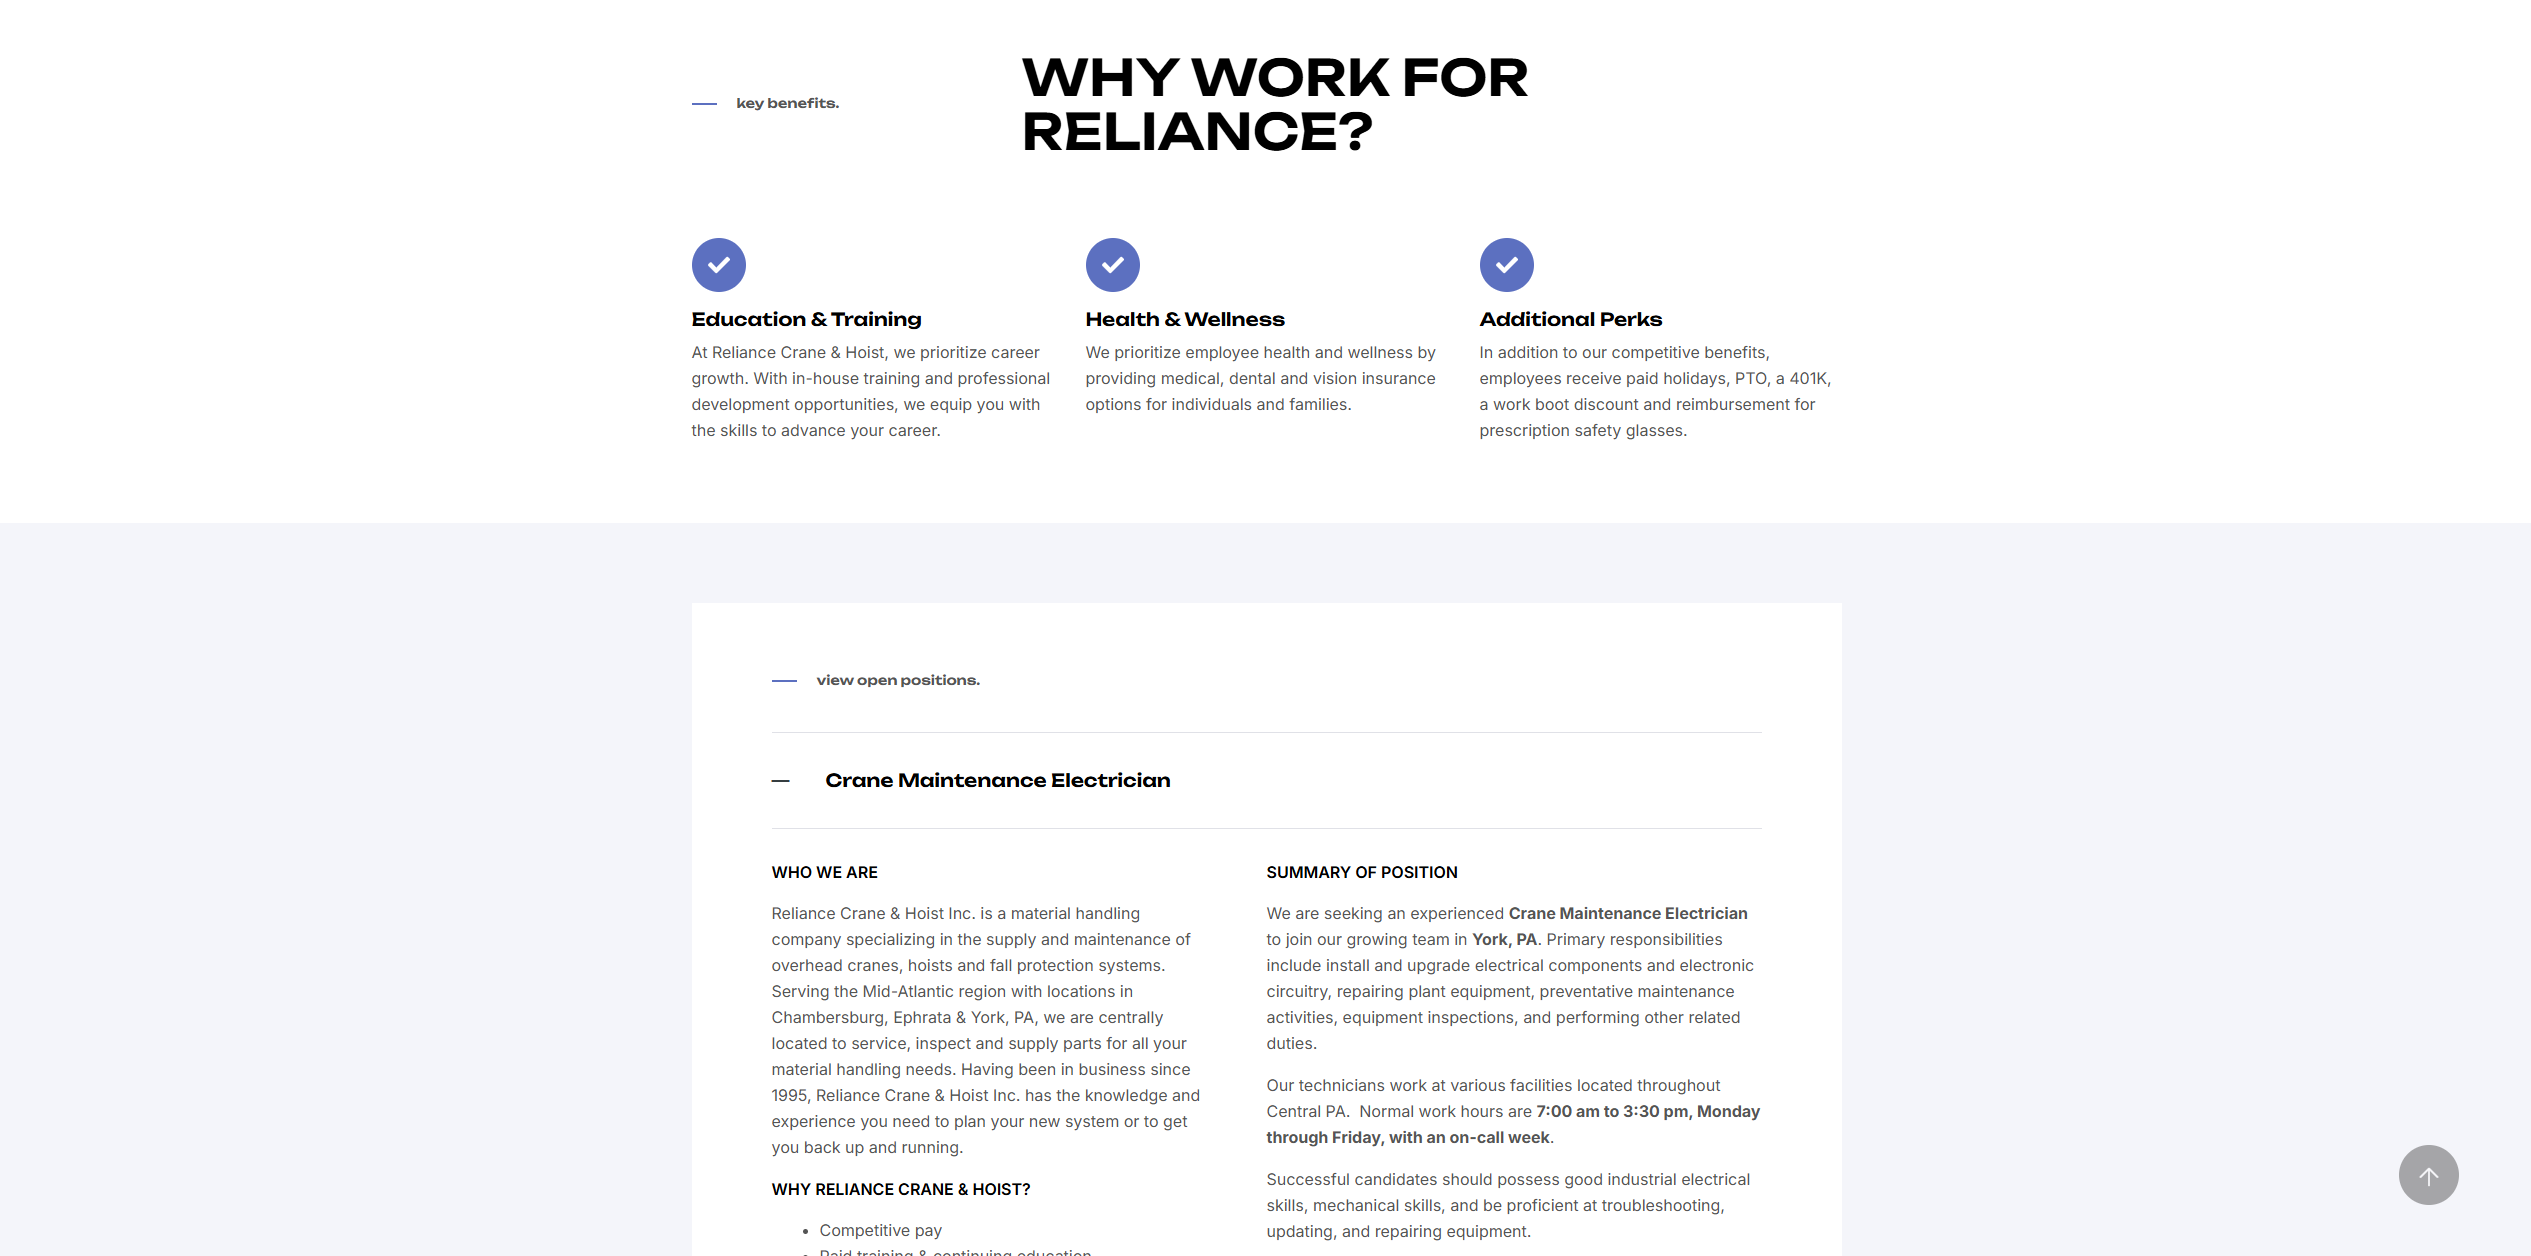 key benefits.
WHY WORK FOR
RELIANCE?
Education & Training
At Reliance Crane & Hoist, we prioritize career
growth. With in-house training and professional
development opportunities, we equip you with
the skills to advance your career.
Health & Wellness
We prioritize employee health and wellness by
providing medical, dental and vision insurance
options for individuals and families.
Additional Perks
In addition to our competitive benefits,
employees receive paid holidays, PTO, a 401K,
a work boot discount and reimbursement for
prescription safety glasses.
view open positions.
Crane Maintenance Electrician
WHO WE ARE
Reliance Crane & Hoist Inc. is a material handling
company specializing in the supply and maintenance of
overhead cranes, hoists and fall protection systems.
Serving the Mid-Atlantic region with locations in
Chambersburg, Ephrata & York, PA, we are centrally
located to service, inspect and supply parts for all your
material handling needs. Having been in business since
1995, Reliance Crane & Hoist Inc. has the knowledge and
experience you need to plan your new system or to get
you back up and running.
WHY RELIANCE CRANE & HOIST?
• Competitive pay
• Paid training & continuing education
SUMMARY OF POSITION
We are seeking an experienced Crane Maintenance Electrician
to join our growing team in York, PA. Primary responsibilities
include install and upgrade electrical components and electronic
circuitry, repairing plant equipment, preventative maintenance
activities, equipment inspections, and performing other related
duties.
Our technicians work at various facilities located throughout
Central PA.  Normal work hours are 7:00 am to 3:30 pm, Monday
through Friday, with an on-call week.
Successful candidates should possess good industrial electrical
skills, mechanical skills, and be proficient at troubleshooting,
updating, and repairing equipment.